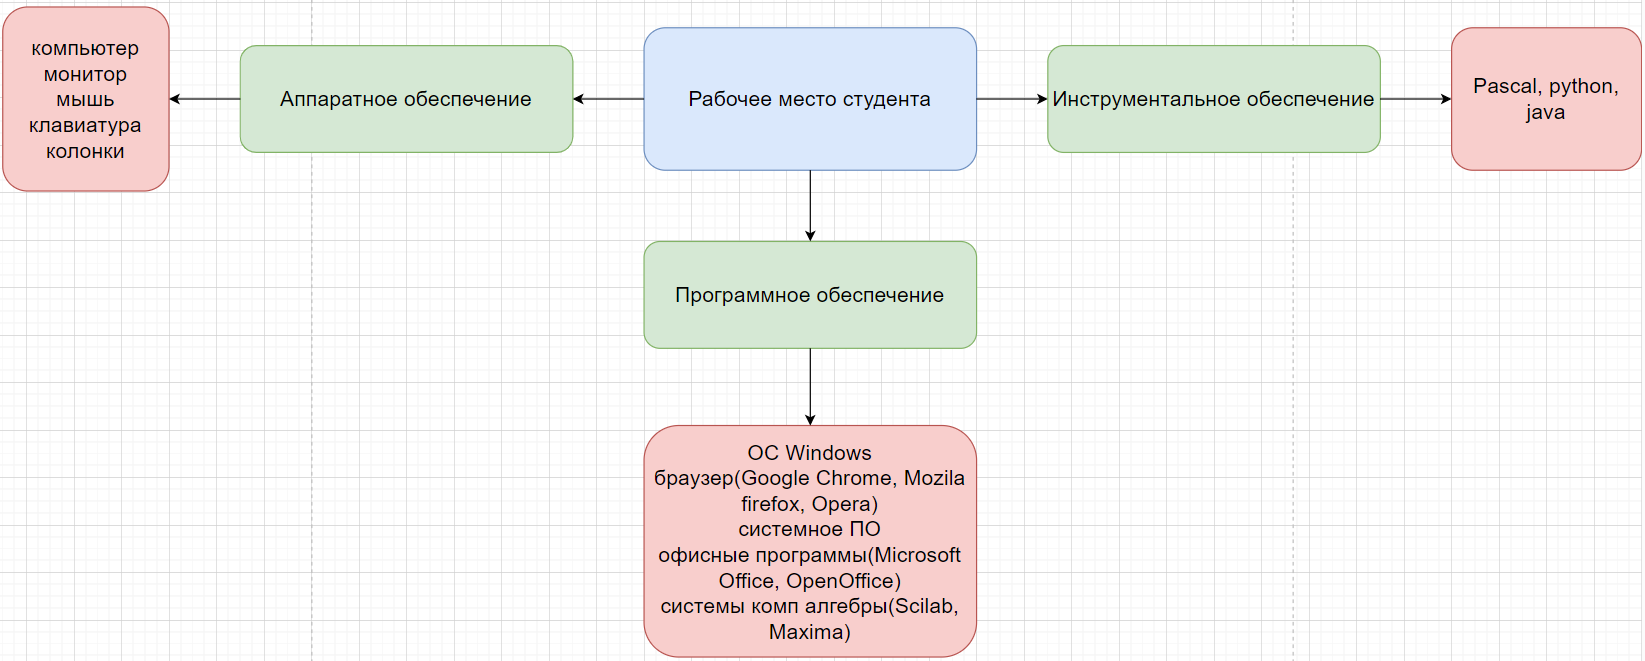 компьютер
монитор
мышь
клавиатура
колонки
Аппаратное обеспечение
Рабочее место студента
Инструментальное обеспечение
Pascal, python,
java
Программное обеспечение
ОС Windows
браузер(Google Chrome, Mozila
firefox, Opera)
системное ПО
офисные программы(Microsoft
Office, OpenOffice)
системы комп алгебры(Scilab,
Maxima)